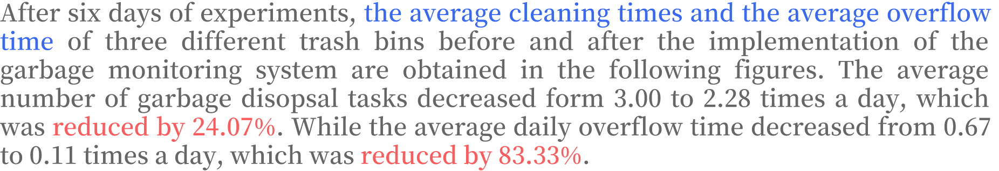 After six days of experiments, the average cleaning times and the average overflow
time of three different trash bins before and after the implementation of the
garbage monitoring system are obtained in the following figures. The average
number of garbage disopsal tasks decreased form 3.00 to 2.28 times a day, which
was reduced by 24.07%. While the average daily overflow time decreased from 0.67
to 0.11 times a day, which was reduced by 83.33%.